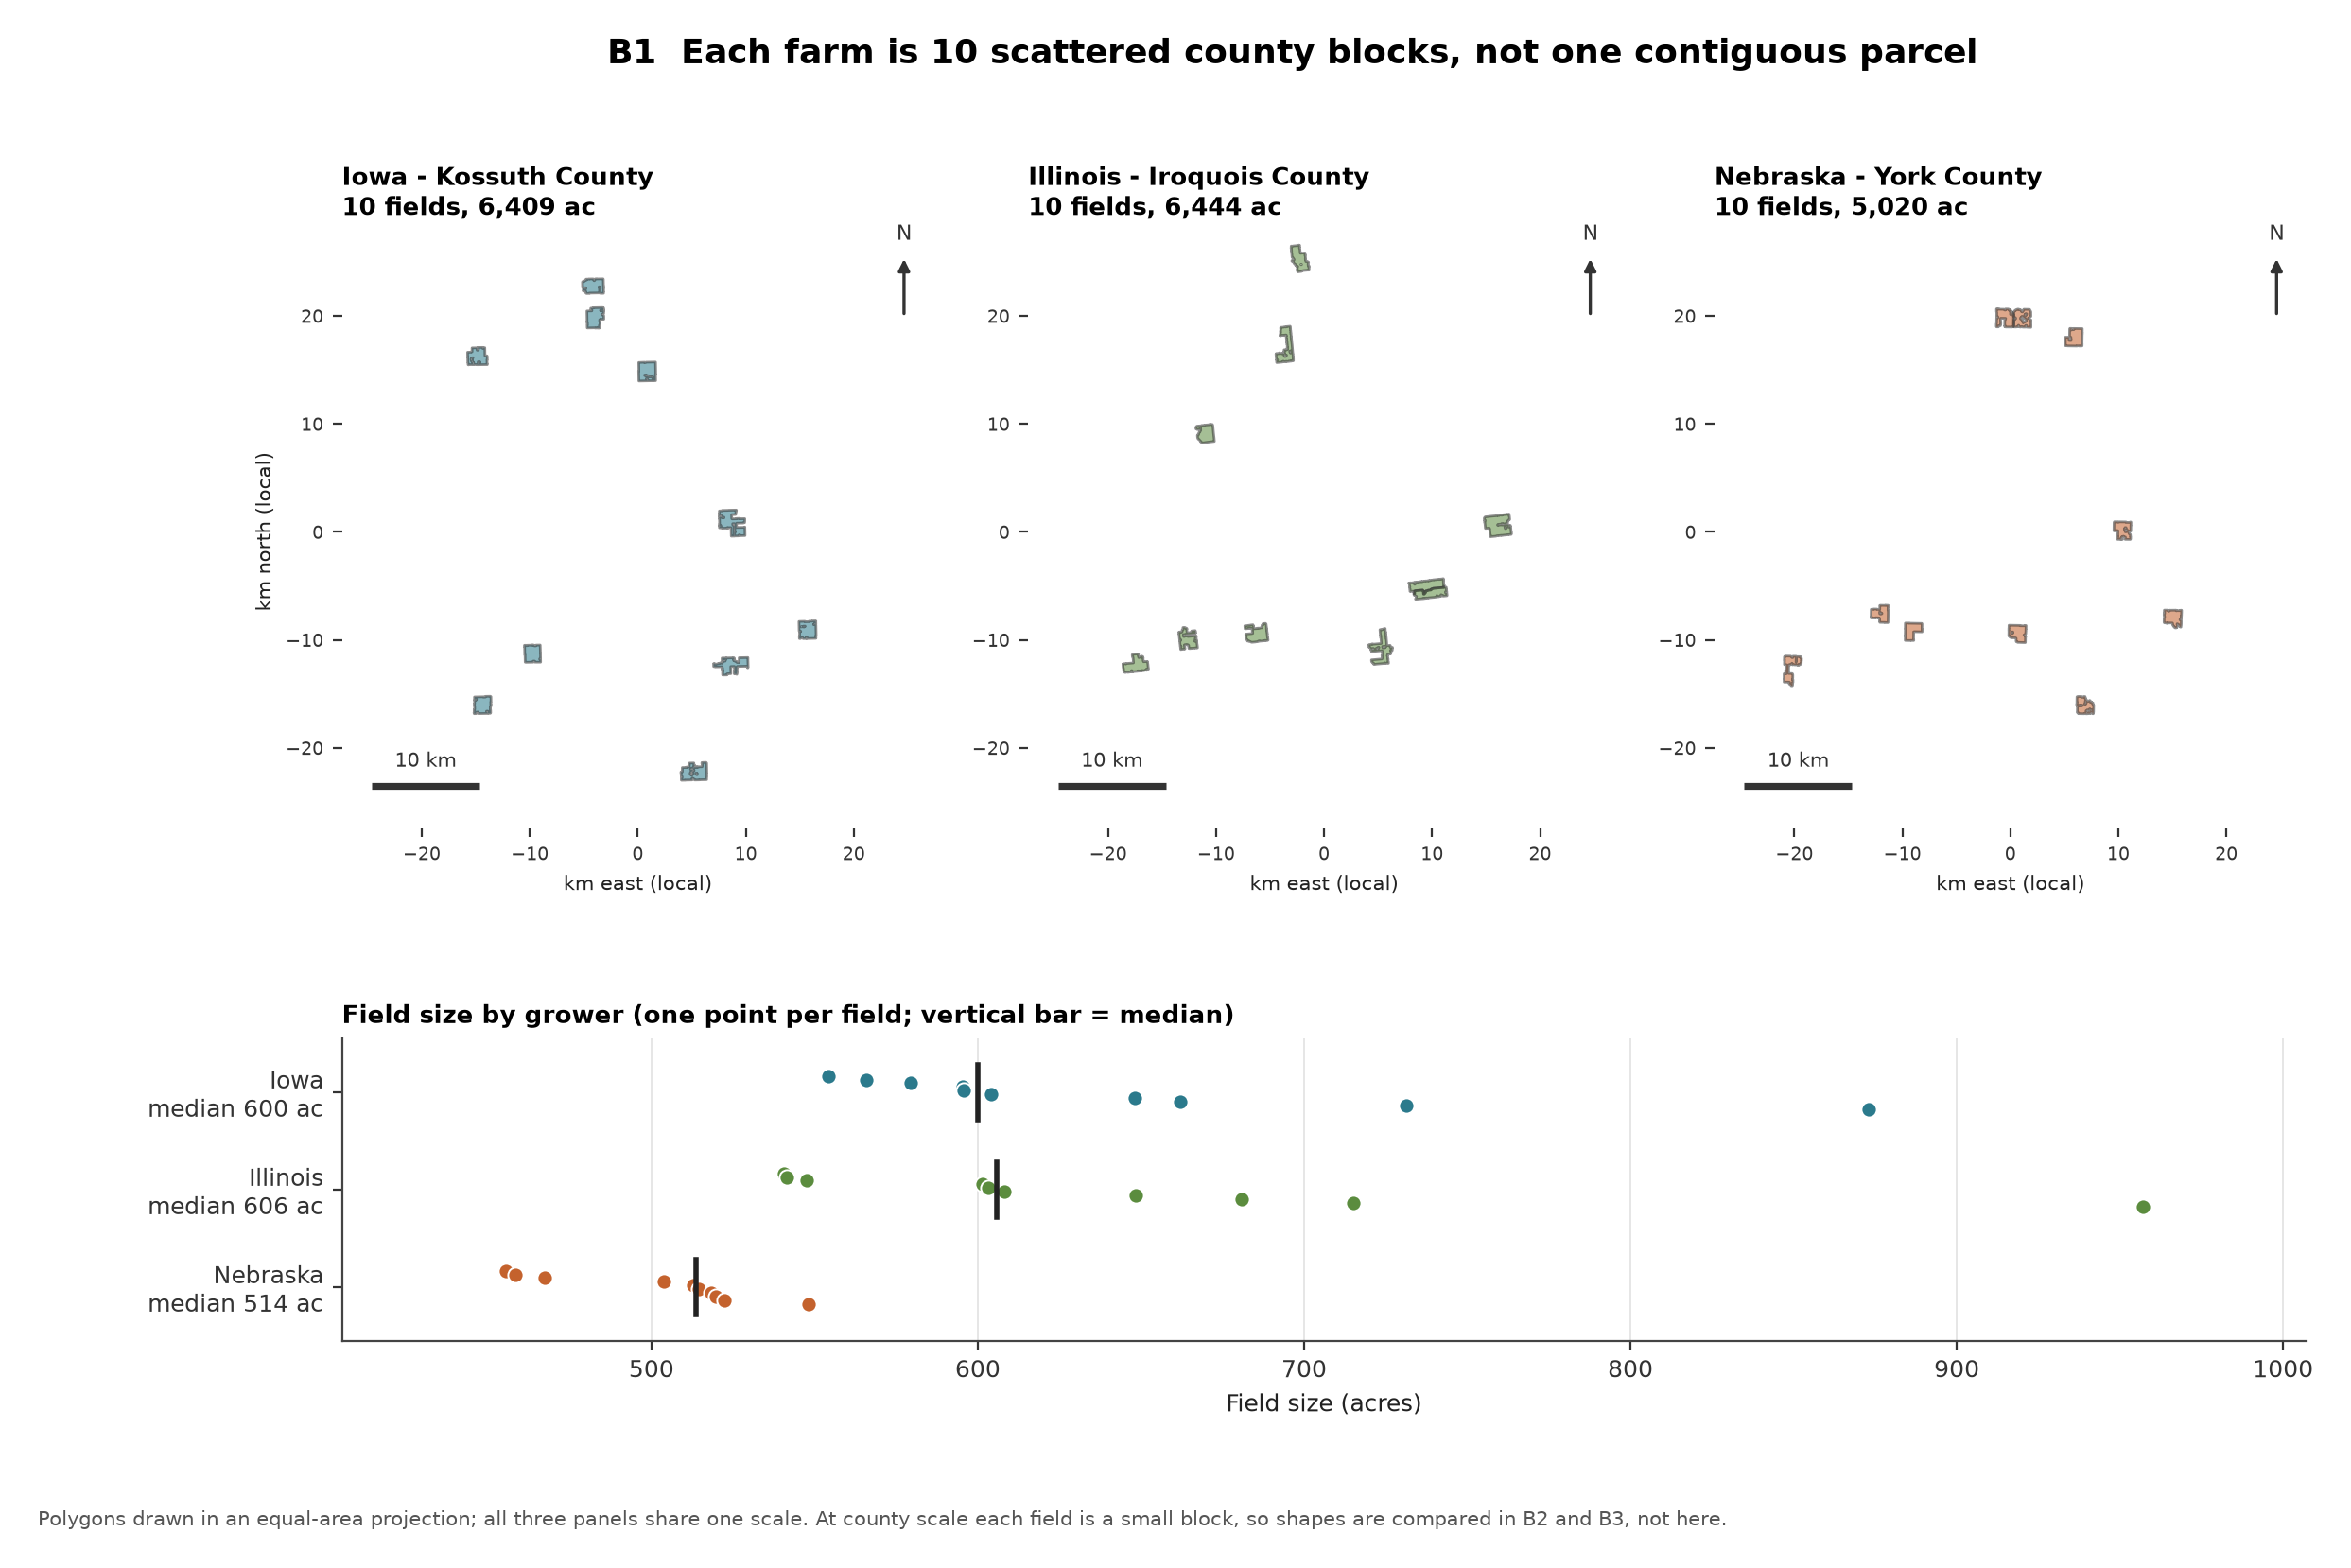 B1  Each farm is 10 scattered county blocks, not one contiguous parcel
Iowa - Kossuth County
10 fields, 6,409 ac
Illinois - Iroquois County
10 fields, 6,444 ac
Nebraska - York County
10 fields, 5,020 ac
N
N
N
20
10
0
−10
−20
km north (local)
10 km
−20
−10
0
10
20
km east (local)
20
10
0
−10
−20
10 km
−20
−10
0
10
20
km east (local)
20
10
0
−10
−20
10 km
−20
−10
0
10
20
km east (local)
Field size by grower (one point per field; vertical bar = median)
Iowa
median 600 ac
Illinois
median 606 ac
Nebraska
median 514 ac
500
600
700
800
900
1000
Field size (acres)
Polygons drawn in an equal-area projection; all three panels share one scale. At county scale each field is a small block, so shapes are compared in B2 and B3, not here.